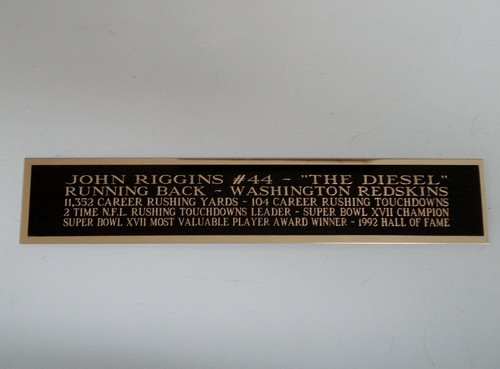 JOHN RIGGINS #44 ~ "THE DIESEL"
RUNNING BACK ~ WASHINGTON REDSKINS
11,352 CAREER RUSHING YARDS ~ 104 CAREER RUSHING TOUCHDOWNS
2 TIME N.F.L. RUSHING TOUCHDOWNS LEADER ~ SUPER BOWL XVII CHAMPION
SUPER BOWL XVII MOST VALUABLE PLAYER AWARD WINNER ~ 1992 HALL OF FAME